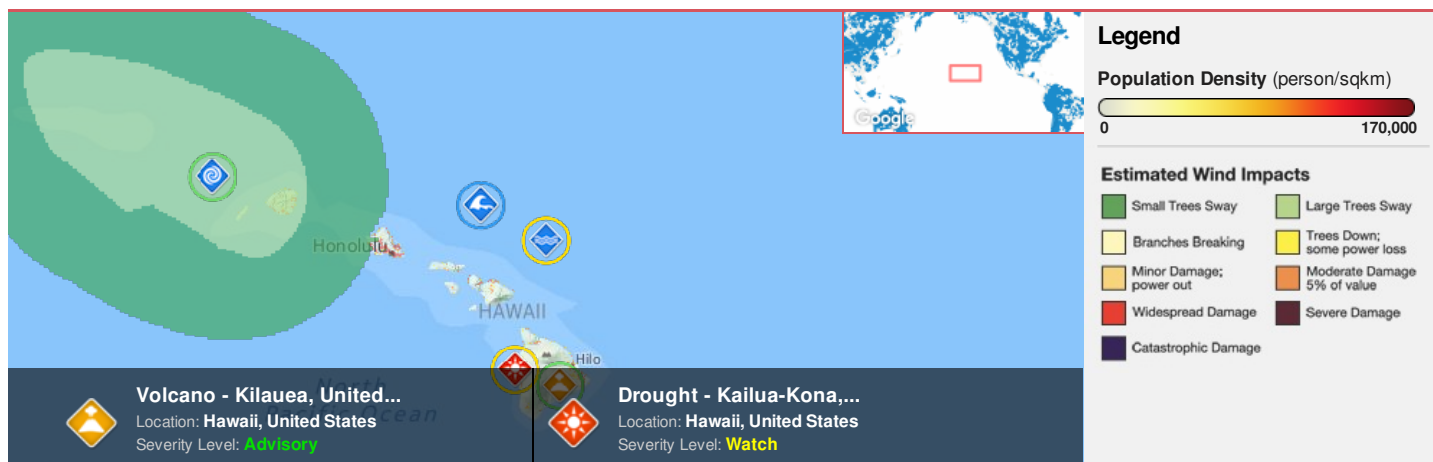 Google
Honolulu
HAWAII
Hilo
North
Pacific Ocean
Volcano - Kilauea, United...
Location: Hawaii, United States
Severity Level: Advisory
Drought - Kailua-Kona,...
Location: Hawaii, United States
Severity Level: Watch
Legend
Population Density (person/sqkm)
0 170,000
Estimated Wind Impacts
Small Trees Sway
Large Trees Sway
Branches Breaking
Trees Down;
some power loss
Minor Damage;
power out
Moderate Damage
5% of value
Widespread Damage
Severe Damage
Catastrophic Damage